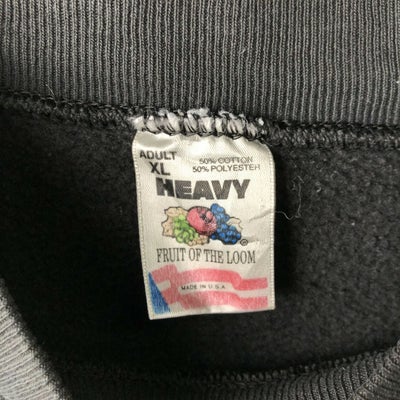 ADULT
XL
50% COTTON
50% POLYESTER
HEAVY
®
FRUIT OF THE LOOM
MADE IN U.S.A.